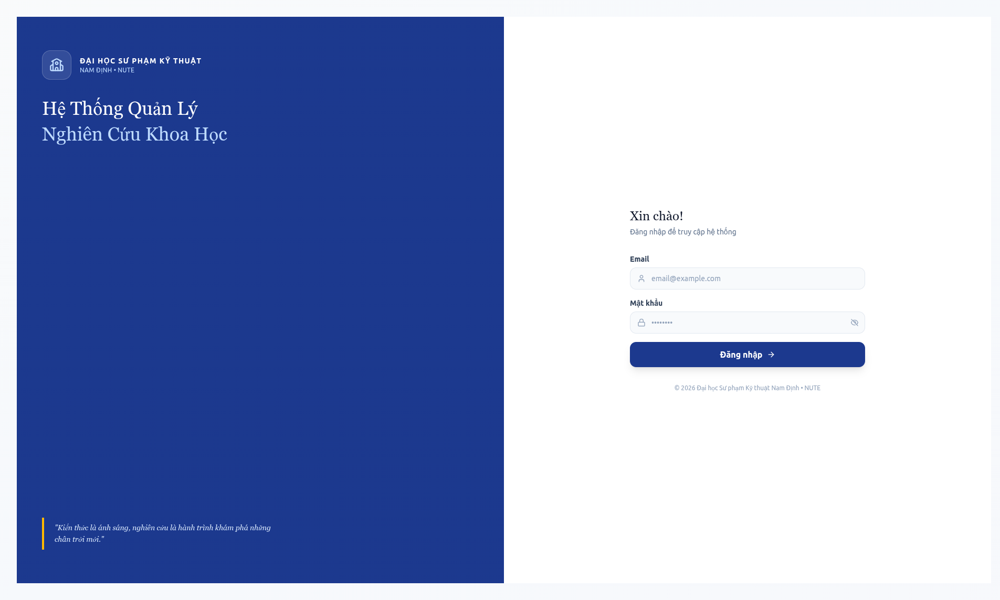 ĐẠI HỌC SƯ PHẠM KỸ THUẬT
NAM ĐỊNH • NUTE
Hệ Thống Quản Lý
Nghiên Cứu Khoa Học
"Kiến thức là ánh sáng, nghiên cứu là hành trình khám phá những
chân trời mới."
Xin chào!
Đăng nhập để truy cập hệ thống
Email
email@example.com
Mật khẩu
••••••••
Đăng nhập →
© 2026 Đại học Sư phạm Kỹ thuật Nam Định • NUTE